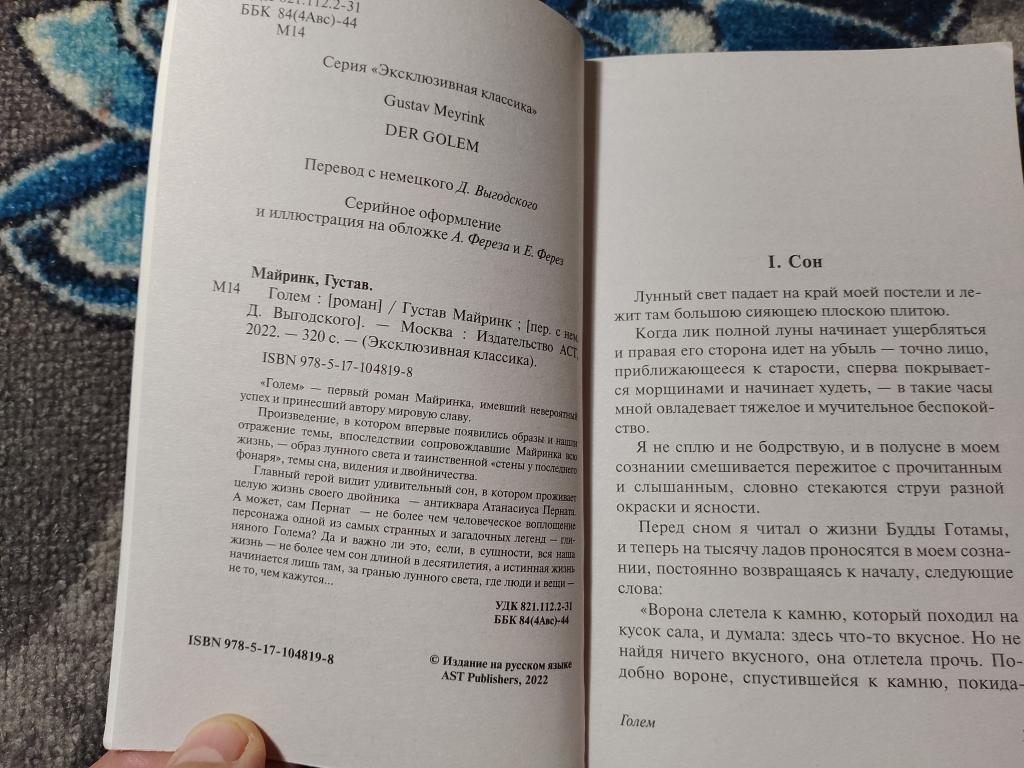 УДК 821.112.2-31
ББК 84(4Авс)-44
М14
Серия «Эксклюзивная классика»
Gustav Meyrink
DER GOLEM
Перевод с немецкого Д. Выгодского
Серийное оформление
и иллюстрация на обложке А. Фереза и Е. Ферез
Майринк, Густав.
М14 Голем : [роман] / Густав Майринк ; [пер. с нем.
Д. Выгодского]. — Москва : Издательство АСТ,
2022. — 320 с. — (Эксклюзивная классика).
ISBN 978-5-17-104819-8
«Голем» — первый роман Майринка, имевший невероятный
успех и принесший автору мировую славу.
Произведение, в котором впервые появились образы и нашли
отражение темы, впоследствии сопровождавшие Майринка всю
жизнь, — образ лунного света и таинственной «стены у последнего
фонаря», темы сна, видения и двойничества.
Главный герой видит удивительный сон, в котором проживает
целую жизнь своего двойника — антиквара Атанасиуса Перната.
А может, сам Пернат — не более чем человеческое воплощение
персонажа одной из самых странных и загадочных легенд — гли-
няного Голема? Да и важно ли это, если, в сущности, вся наша
жизнь — не более чем сон длиной в десятилетия, а истинная жизнь
начинается лишь там, за гранью лунного света, где люди и вещи —
не то, чем кажутся...
УДК 821.112.2-31
ББК 84(4Авс)-44
ISBN 978-5-17-104819-8
© Издание на русском языке
AST Publishers, 2022
I. Сон
Лунный свет падает на край моей постели и ле-
жит там большою сияющею плоскою плитою.
Когда лик полной луны начинает ущербляться
и правая его сторона идет на убыль — точно лицо,
приближающееся к старости, сперва покрывает-
ся морщинами и начинает худеть, — в такие часы
мной овладевает тяжелое и мучительное беспокой-
ство.
Я не сплю и не бодрствую, и в полусне в моем
сознании смешивается пережитое с прочитанным
и слышанным, словно стекаются струи разной
окраски и ясности.
Перед сном я читал о жизни Будды Готамы,
и теперь на тысячу ладов проносятся в моем созна-
нии, постоянно возвращаясь к началу, следующие
слова:
«Ворона слетела к камню, который походил на
кусок сала, и думала: здесь что-то вкусное. Но не
найдя ничего вкусного, она отлетела прочь. По-
добно вороне, спустившейся к камню, покида-
Голем